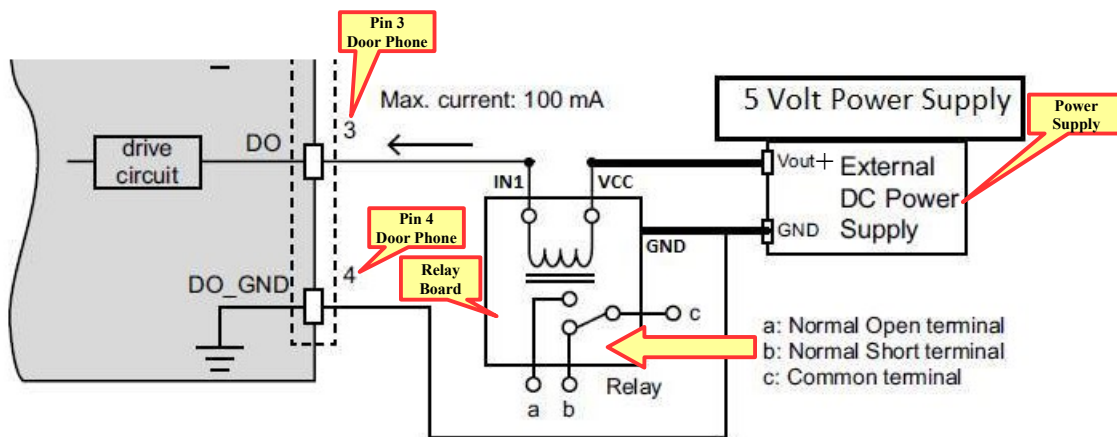 Pin 3
Door Phone
Max. current: 100 mA
3
DO
drive
circuit
5 Volt Power Supply
Power
Supply
Vout+
External
DC Power
Supply
GND
IN1
VCC
GND
Pin 4
Door Phone
4
DO_GND
Relay
Board
c
a
b
Relay
a: Normal Open terminal
b: Normal Short terminal
c: Common terminal